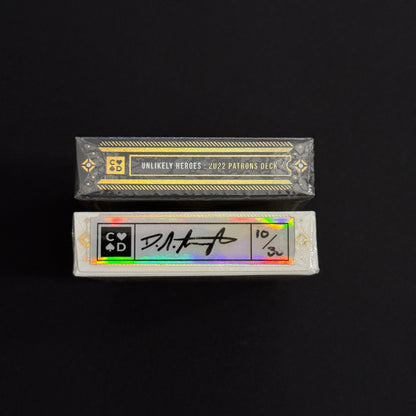 C♥
♠D
UNLIKELY HEROES : 2022 PATRONS DECK
C♥
♠D
10/30